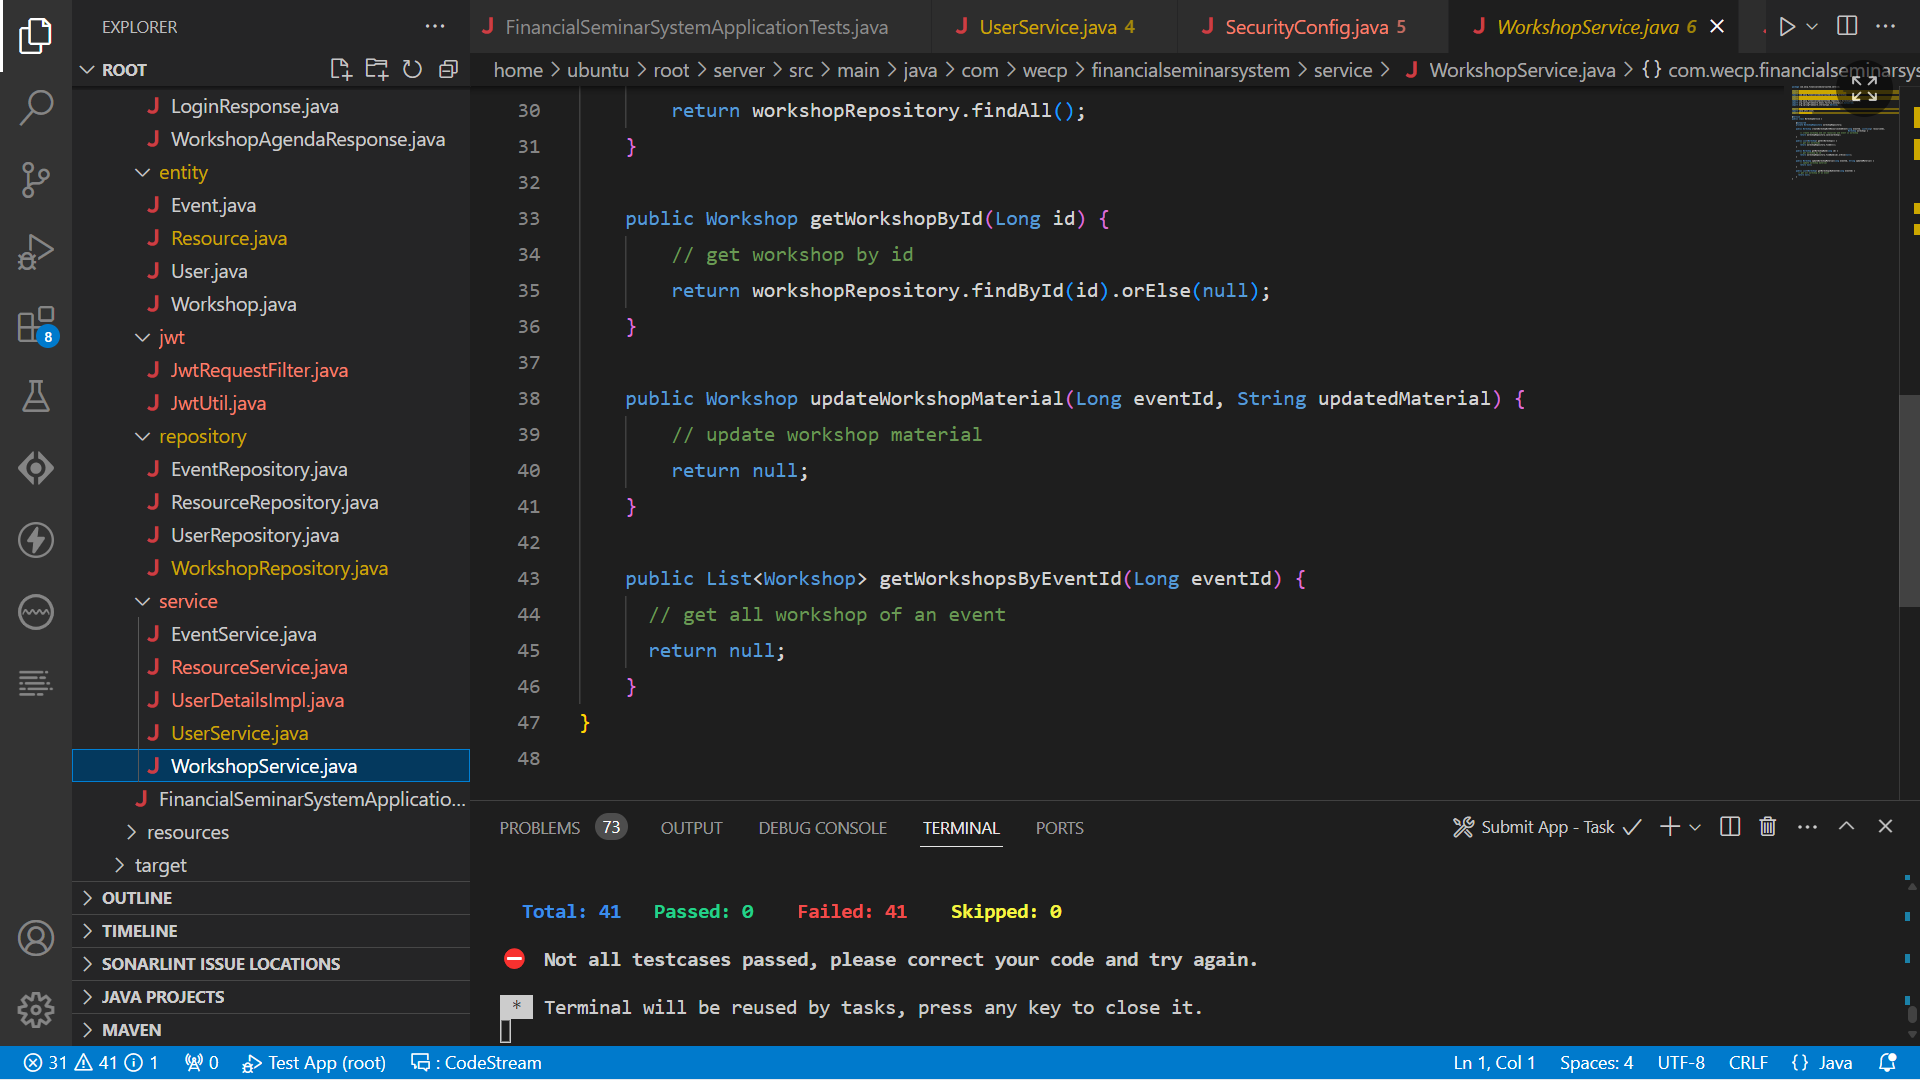 EXPLORER
FinancialSeminarSystemApplicationTests.java
UserService.java 4
SecurityConfig.java 5
WorkshopService.java 6
ROOT
home > ubuntu > root > server > src > main > java > com > wecp > financialseminarsystem > service > WorkshopService.java > {} com.wecp.financialseminarsys
LoginResponse.java
WorkshopAgendaResponse.java
entity
Event.java
Resource.java
User.java
Workshop.java
jwt
JwtRequestFilter.java
JwtUtil.java
repository
EventRepository.java
ResourceRepository.java
UserRepository.java
WorkshopRepository.java
service
EventService.java
ResourceService.java
UserDetailsImpl.java
UserService.java
WorkshopService.java
FinancialSeminarSystemApplicatio...
resources
target
OUTLINE
TIMELINE
SONARLINT ISSUE LOCATIONS
JAVA PROJECTS
MAVEN
8
30 return workshopRepository.findAll();
31 }
32
33 public Workshop getWorkshopById(Long id) {
34 // get workshop by id
35 return workshopRepository.findById(id).orElse(null);
36 }
37
38 public Workshop updateWorkshopMaterial(Long eventId, String updatedMaterial) {
39 // update workshop material
40 return null;
41 }
42
43 public List<Workshop> getWorkshopsByEventId(Long eventId) {
44 // get all workshop of an event
45 return null;
46 }
47 }
48
PROBLEMS 73 OUTPUT DEBUG CONSOLE TERMINAL PORTS
Submit App - Task
Total: 41 Passed: 0 Failed: 41 Skipped: 0
Not all testcases passed, please correct your code and try again.
* Terminal will be reused by tasks, press any key to close it.
31 41 1 0 Test App (root) : CodeStream
Ln 1, Col 1 Spaces: 4 UTF-8 CRLF {} Java